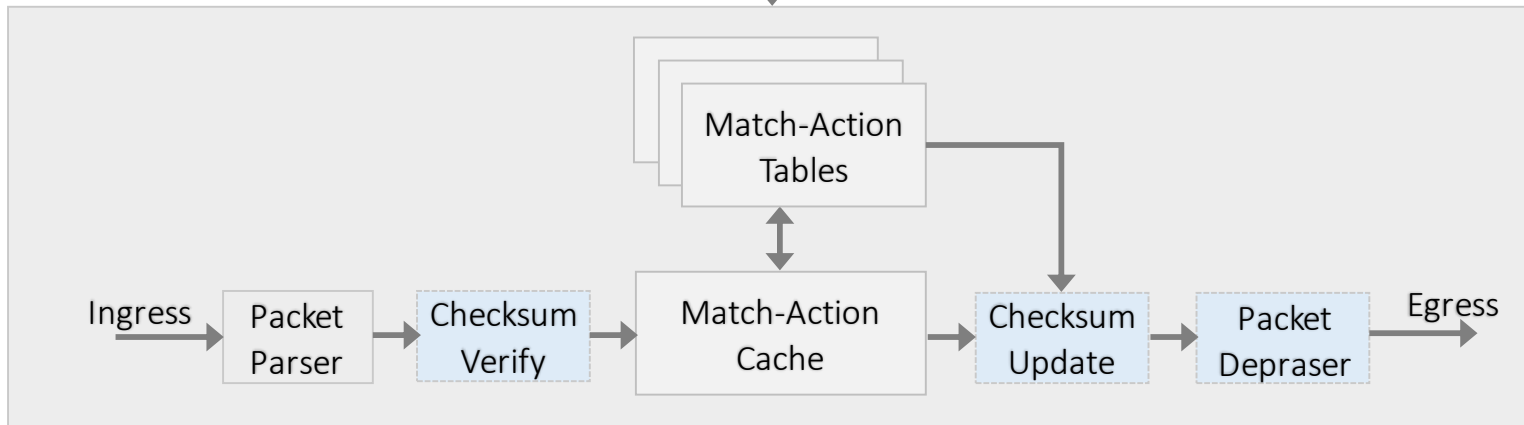 Match-Action
Tables
Ingress
Packet
Parser
Checksum
Verify
Match-Action
Cache
Checksum
Update
Packet
Depraser
Egress